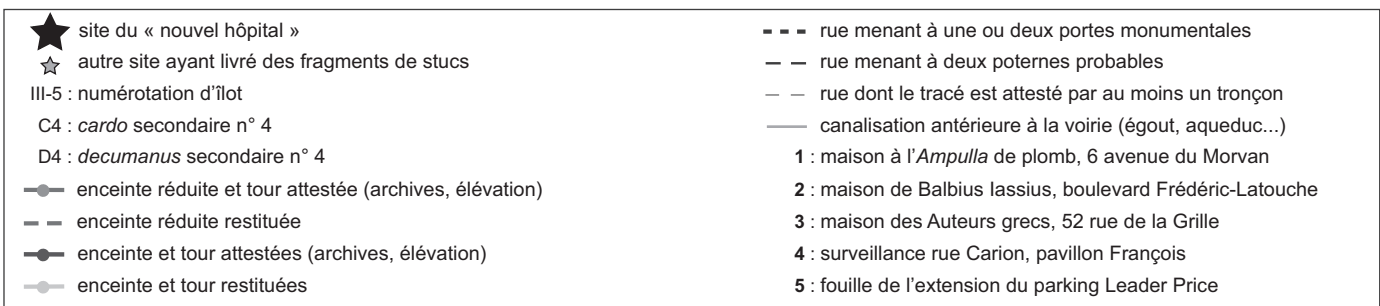 site du « nouvel hôpital »
autre site ayant livré des fragments de stucs
III-5 : numérotation d'îlot
C4 : cardo secondaire n° 4
D4 : decumanus secondaire n° 4
enceinte réduite et tour attestée (archives, élévation)
enceinte réduite restituée
enceinte et tour attestées (archives, élévation)
enceinte et tour restituées
rue menant à une ou deux portes monumentales
rue menant à deux poternes probables
rue dont le tracé est attesté par au moins un tronçon
canalisation antérieure à la voirie (égout, aqueduc...)
1 : maison à l'Ampulla de plomb, 6 avenue du Morvan
2 : maison de Balbius Iassius, boulevard Frédéric-Latouche
3 : maison des Auteurs grecs, 52 rue de la Grille
4 : surveillance rue Carion, pavillon François
5 : fouille de l'extension du parking Leader Price